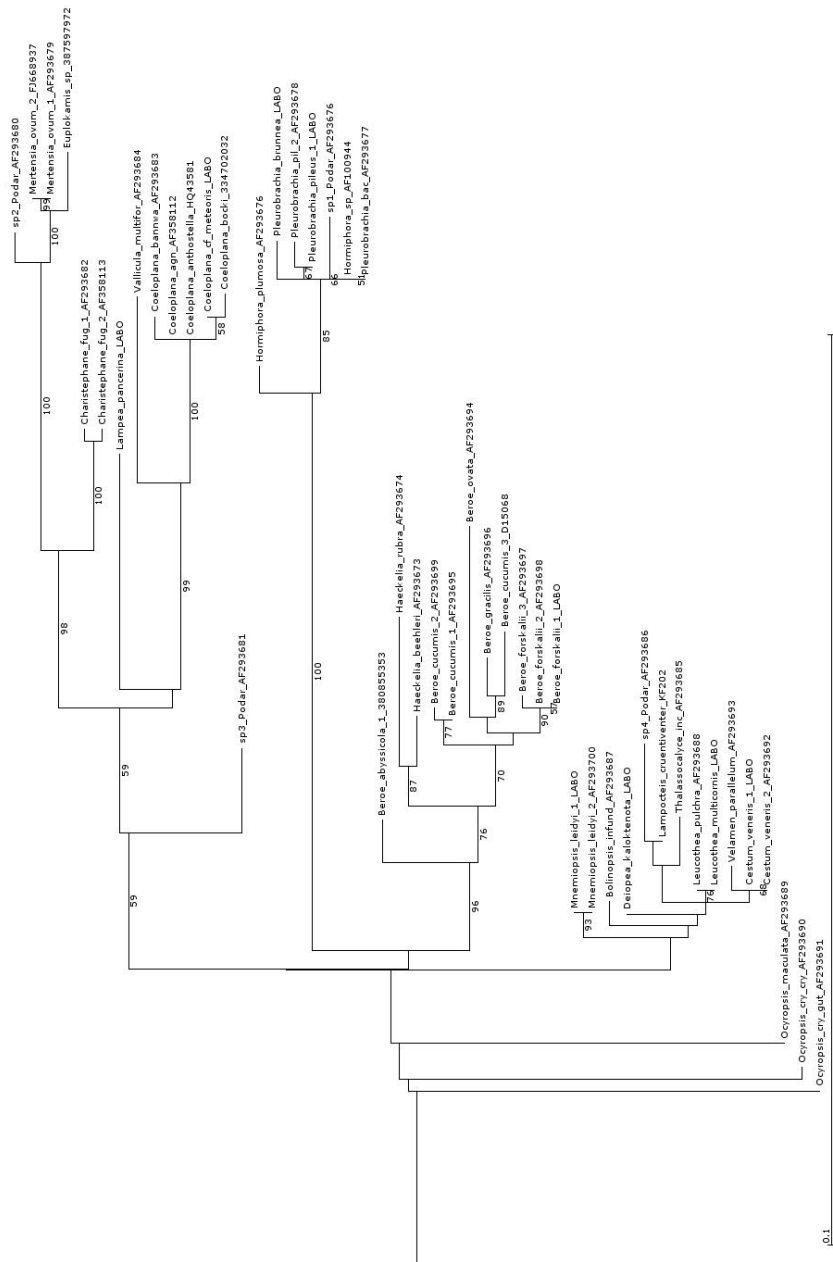 sp2_Podar_AF293680
Mertensia_ovum_2_FJ668937
99
Mertensia_ovum_1_AF293679
100
Euplokamis_sp_387597972
100
Charistephane_fug_1_AF293682
Charistephane_fug_2_AF358113
100
98
Lampea_pancerina_LABO
Vallicula_multifor_AF293684
Coeloplana_bannwa_AF293683
Coeloplana_agn_AF358112
Coeloplana_anthostella_HQ43581
100
Coeloplana_cf_meteoris_LABO
58
Coeloplana_bocki_334702032
99
59
sp3_Podar_AF293681
59
Hormiphora_plumosa_AF293676
Pleurobrachia_brunnea_LABO
Pleurobrachia_pil_2_AF293678
67
Pleurobrachia_pileus_1_LABO
85
sp1_Podar_AF293676
66
Hormiphora_sp_AF100944
51
Pleurobrachia_bac_AF293677
100
Beroe_abyssicola_1_380855353
Haeckelia_rubra_AF293674
87
Haeckelia_beehleri_AF293673
Beroe_cucumis_2_AF293699
77
Beroe_cucumis_1_AF293695
Beroe_ovata_AF293694
Beroe_gracilis_AF293696
89
Beroe_cucumis_3_D15068
70
Beroe_forskalii_3_AF293697
90
Beroe_forskalii_2_AF293698
57
Beroe_forskalii_1_LABO
76
96
Mnemiopsis_leidyi_1_LABO
93
Mnemiopsis_leidyi_2_AF293700
Bolinopsis_infund_AF293687
Deiopea_kaloktenota_LABO
sp4_Podar_AF293686
Lampocteis_cruentiventer_KF202
Thalassocalyce_inc_AF293685
Leucothea_pulchra_AF293688
76
Leucothea_multicornis_LABO
Velamen_parallelum_AF293693
Cestum_veneris_1_LABO
68
Cestum_veneris_2_AF293692
Ocyropsis_maculata_AF293689
Ocyropsis_cry_cry_AF293690
Ocyropsis_cry_gut_AF293691
0.1